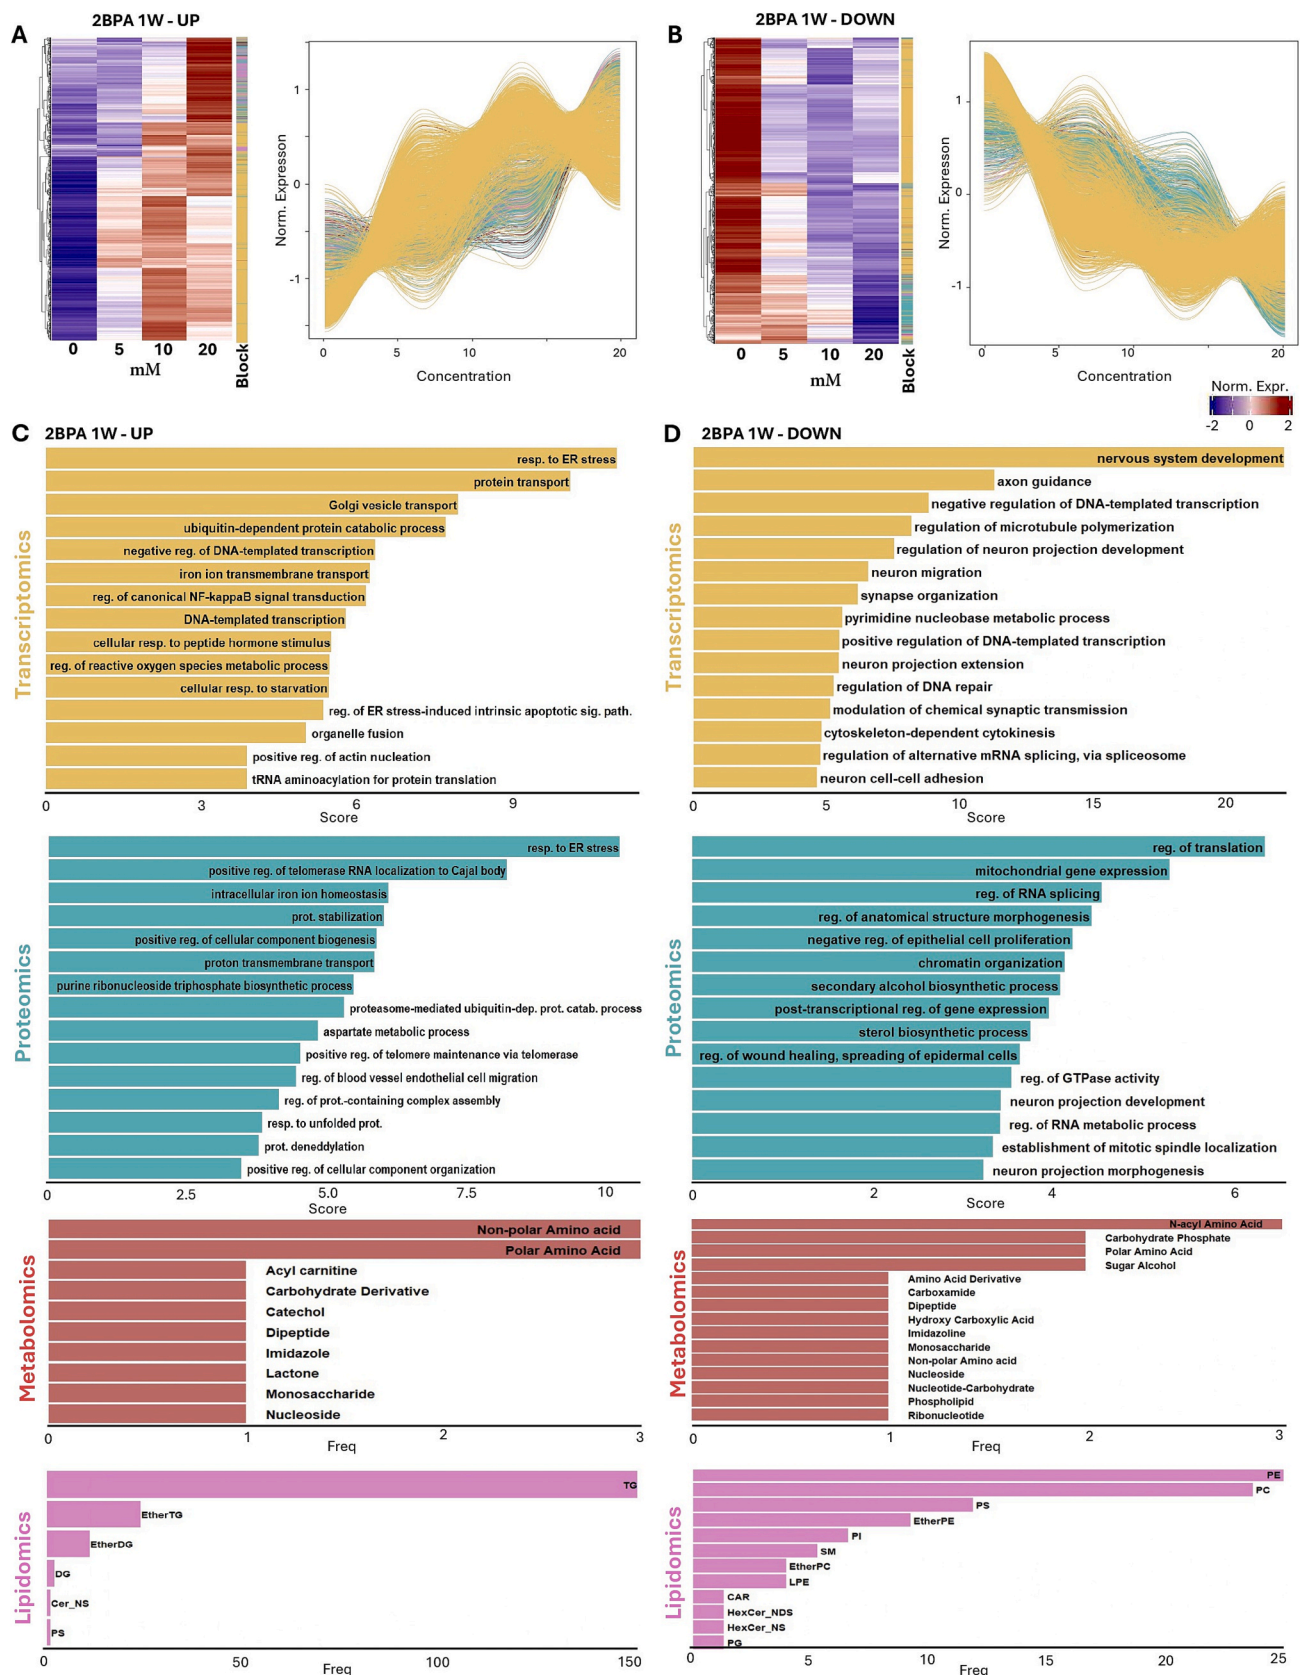 A
2BPA 1W - UP
0 5 10 20
mM
Block
Norm. Expresson
1
0
-1
0 5 10 20
Concentration
B
2BPA 1W - DOWN
0 5 10 20
mM
Block
Norm. Expression
1
0
-1
0 5 10 20
Concentration
Norm. Expr.
-2 0 2
C
2BPA 1W - UP
Transcriptomics
resp. to ER stress
protein transport
Golgi vesicle transport
ubiquitin-dependent protein catabolic process
negative reg. of DNA-templated transcription
iron ion transmembrane transport
reg. of canonical NF-kappaB signal transduction
DNA-templated transcription
cellular resp. to peptide hormone stimulus
reg. of reactive oxygen species metabolic process
cellular resp. to starvation
reg. of ER stress-induced intrinsic apoptotic sig. path.
organelle fusion
positive reg. of actin nucleation
tRNA aminoacylation for protein translation
0 3 6 9
Score
Proteomics
resp. to ER stress
positive reg. of telomerase RNA localization to Cajal body
intracellular iron ion homeostasis
prot. stabilization
positive reg. of cellular component biogenesis
proton transmembrane transport
purine ribonucleoside triphosphate biosynthetic process
proteasome-mediated ubiquitin-dep. prot. catab. process
aspartate metabolic process
positive reg. of telomere maintenance via telomerase
reg. of blood vessel endothelial cell migration
reg. of prot.-containing complex assembly
resp. to unfolded prot.
prot. deneddylation
positive reg. of cellular component organization
0 2.5 5.0 7.5 10
Score
Metabolomics
Non-polar Amino acid
Polar Amino Acid
Acyl carnitine
Carbohydrate Derivative
Catechol
Dipeptide
Imidazole
Lactone
Monosaccharide
Nucleoside
0 1 2 3
Freq
Lipidomics
TG
EtherTG
EtherDG
DG
Cer_NS
PS
0 50 100 150
Freq
D
2BPA 1W - DOWN
Transcriptomics
nervous system development
axon guidance
negative regulation of DNA-templated transcription
regulation of microtubule polymerization
regulation of neuron projection development
neuron migration
synapse organization
pyrimidine nucleobase metabolic process
positive regulation of DNA-templated transcription
neuron projection extension
regulation of DNA repair
modulation of chemical synaptic transmission
cytoskeleton-dependent cytokinesis
regulation of alternative mRNA splicing, via spliceosome
neuron cell-cell adhesion
0 5 10 15 20
Score
Proteomics
reg. of translation
mitochondrial gene expression
reg. of RNA splicing
reg. of anatomical structure morphogenesis
negative reg. of epithelial cell proliferation
chromatin organization
secondary alcohol biosynthetic process
post-transcriptional reg. of gene expression
sterol biosynthetic process
reg. of wound healing, spreading of epidermal cells
reg. of GTPase activity
neuron projection development
reg. of RNA metabolic process
establishment of mitotic spindle localization
neuron projection morphogenesis
0 2 4 6
Score
Metabolomics
N-acyl Amino Acid
Carbohydrate Phosphate
Polar Amino Acid
Sugar Alcohol
Amino Acid Derivative
Carboxamide
Dipeptide
Hydroxy Carboxylic Acid
Imidazoline
Monosaccharide
Non-polar Amino acid
Nucleoside
Nucleotide-Carbohydrate
Phospholipid
Ribonucleotide
0 1 2 3
Freq
Lipidomics
PE
PC
PS
EtherPE
PI
SM
EtherPC
LPE
CAR
HexCer_NDS
HexCer_NS
PG
0 5 10 15 20 25
Freq